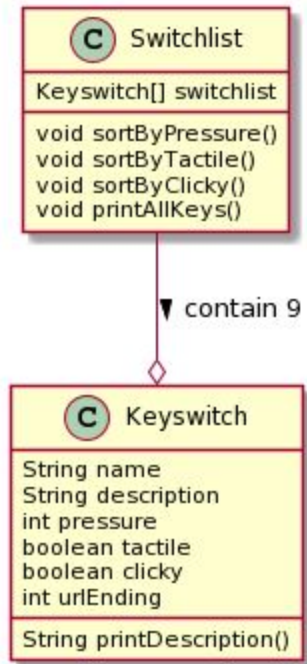 C Switchlist
Keyswitch[] switchlist
void sortByPressure()
void sortByTactile()
void sortByClicky()
void printAllKeys()
contain 9
C Keyswitch
String name
String description
int pressure
boolean tactile
boolean clicky
int urlEnding
String printDescription()